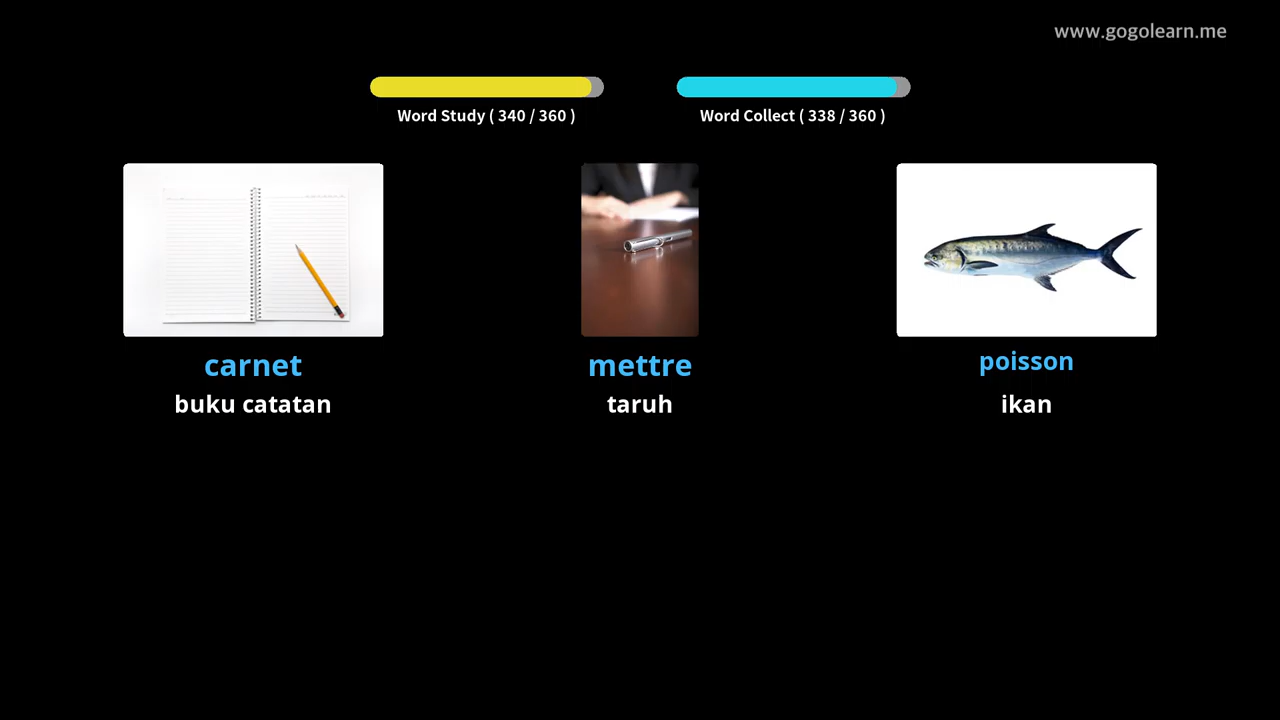 www.gogolearn.me
Word Study ( 340 / 360 )
Word Collect ( 338 / 360 )
carnet
buku catatan
mettre
taruh
poisson
ikan